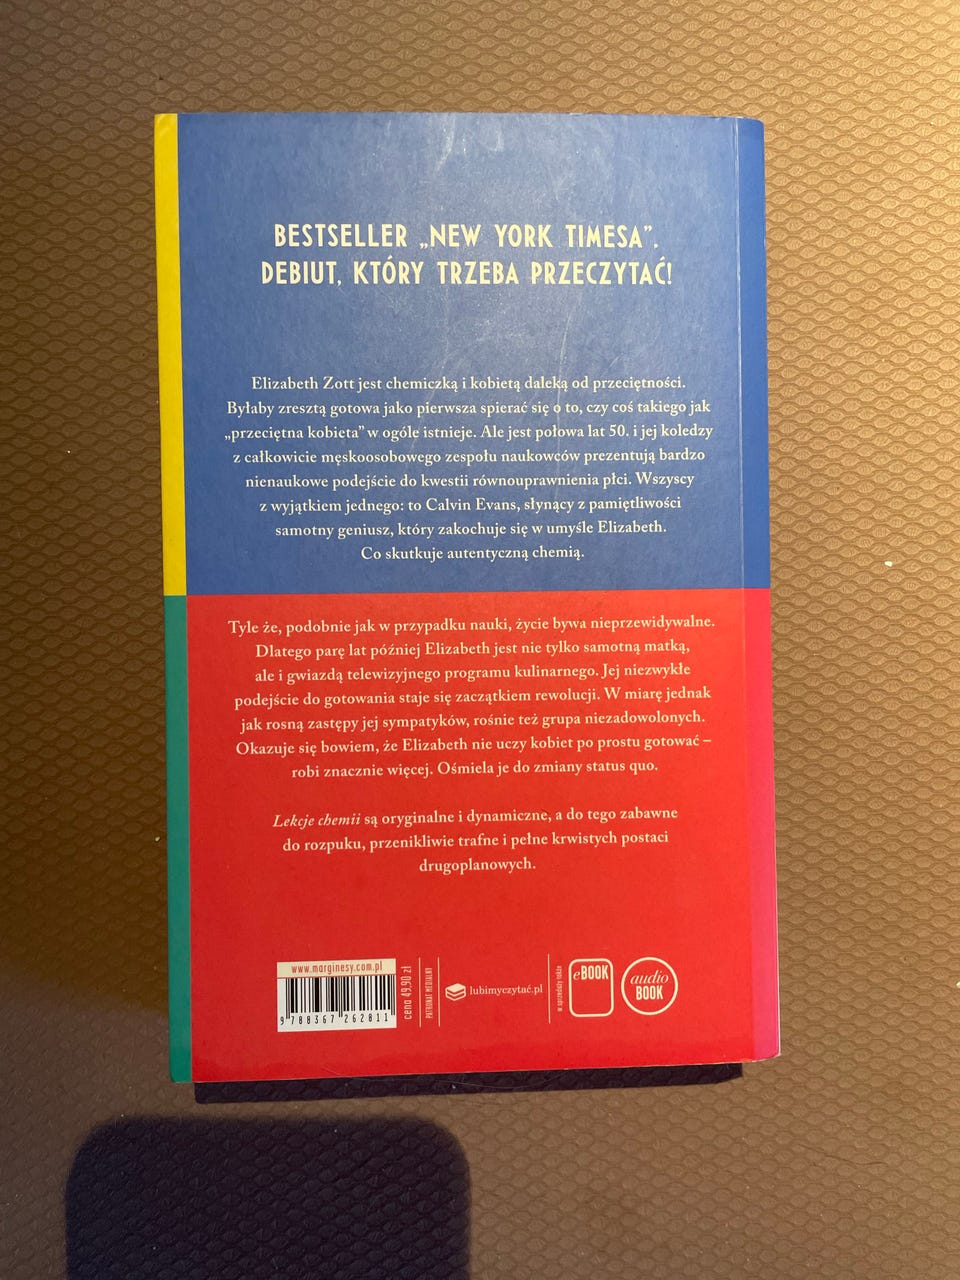 BESTSELLER „NEW YORK TIMESA”.
DEBIUT, KTÓRY TRZEBA PRZECZYTAĆ!
Elizabeth Zott jest chemiczką i kobietą daleką od przeciętności.
Byłaby zresztą gotowa jako pierwsza spierać się o to, czy coś takiego jak
„przeciętna kobieta” w ogóle istnieje. Ale jest połowa lat 50. i jej koledzy
z całkowicie męskoosobowego zespołu naukowców prezentują bardzo
nienaukowe podejście do kwestii równouprawnienia płci. Wszyscy
z wyjątkiem jednego: to Calvin Evans, słynący z pamiętliwości
samotny geniusz, który zakochuje się w umyśle Elizabeth.
Co skutkuje autentyczną chemią.
Tyle że, podobnie jak w przypadku nauki, życie bywa nieprzewidywalne.
Dlatego parę lat później Elizabeth jest nie tylko samotną matką,
ale i gwiazdą telewizyjnego programu kulinarnego. Jej niezwykłe
podejście do gotowania staje się zaczątkiem rewolucji. W miarę jednak
jak rosną zastępy jej sympatyków, rośnie też grupa niezadowolonych.
Okazuje się bowiem, że Elizabeth nie uczy kobiet po prostu gotować –
robi znacznie więcej. Ośmiela je do zmiany status quo.
Lekcje chemii są oryginalne i dynamiczne, a do tego zabawne
do rozpuku, przenikliwie trafne i pełne krwistych postaci
drugoplanowych.
www.marginesy.com.pl
9 788367 262811
cena 49,90 zł
PATRONAT MEDIALNY
lubimyczytać.pl
w sprzedaży także
eBOOK
audio
BOOK